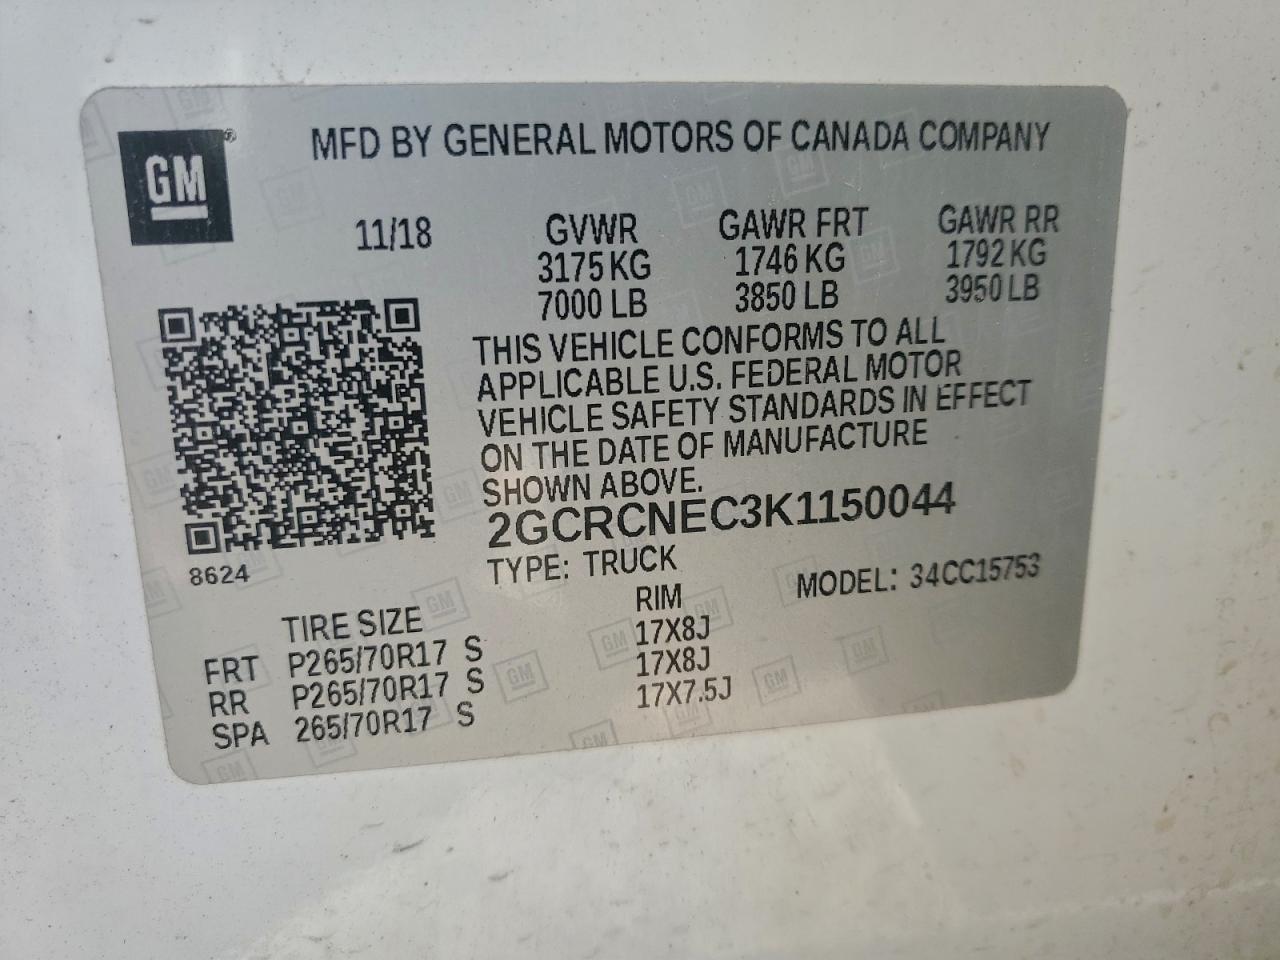 GM®
MFD BY GENERAL MOTORS OF CANADA COMPANY
11/18
GVWR GAWR FRT GAWR RR
3175 KG 1746 KG 1792 KG
7000 LB 3850 LB 3950 LB
THIS VEHICLE CONFORMS TO ALL
APPLICABLE U.S. FEDERAL MOTOR
VEHICLE SAFETY STANDARDS IN EFFECT
ON THE DATE OF MANUFACTURE
SHOWN ABOVE.
2GCRCNEC3K1150044
8624
TYPE: TRUCK
MODEL: 34CC15753
TIRE SIZE RIM
FRT P265/70R17 S 17X8J
RR P265/70R17 S 17X8J
SPA 265/70R17 S 17X7.5J